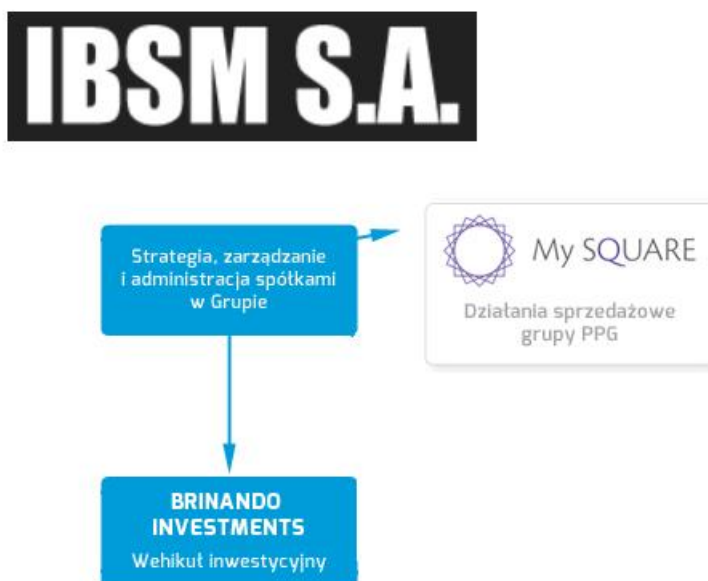 IBSM S.A.
Strategia, zarządzanie
i administracja spółkami
w Grupie
My SQUARE
Działania sprzedażowe
grupy PPG
BRINANDO
INVESTMENTS
Wehikuł inwestycyjny